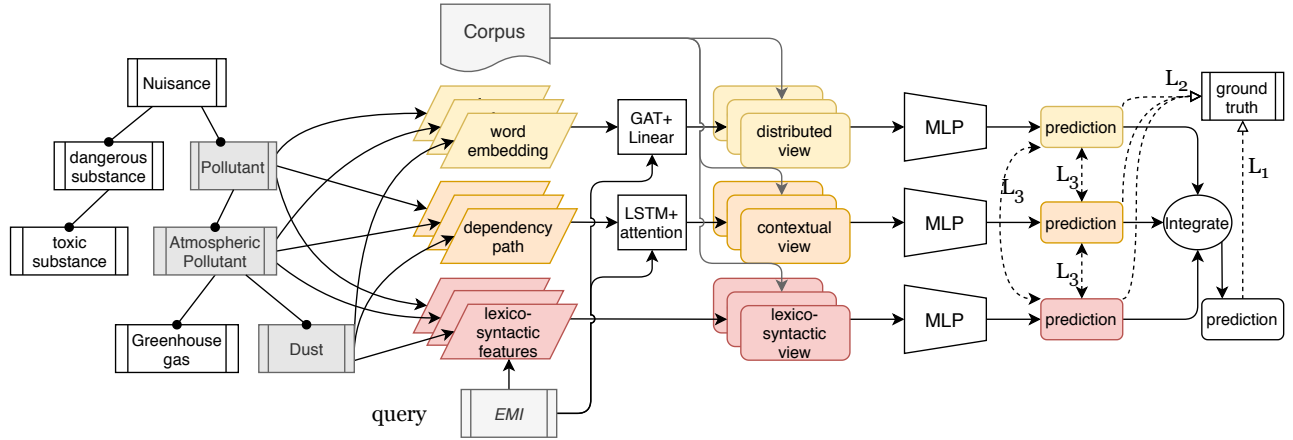 Corpus
Nuisance
dangerous
substance
Pollutant
toxic
substance
Atmospheric
Pollutant
Greenhouse
gas
Dust
word
embedding
dependency
path
lexico-
syntactic
features
query
EMI
GAT+
Linear
LSTM+
attention
distributed
view
contextual
view
lexico-
syntactic view
MLP
MLP
MLP
prediction
prediction
prediction
L3
L3
L3
L2
L1
ground
truth
Integrate
prediction